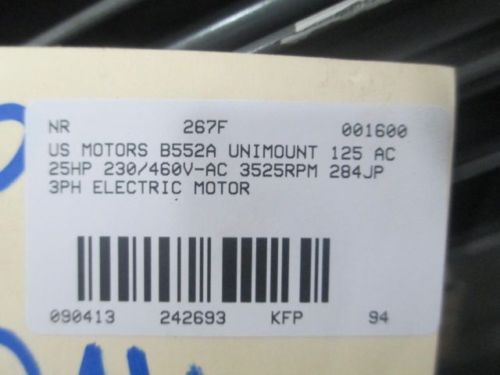 NR 267F 001600
US MOTORS B552A UNIMOUNT 125 AC
25HP 230/460V-AC 3525RPM 284JP
3PH ELECTRIC MOTOR
090413 242693 KFP 94